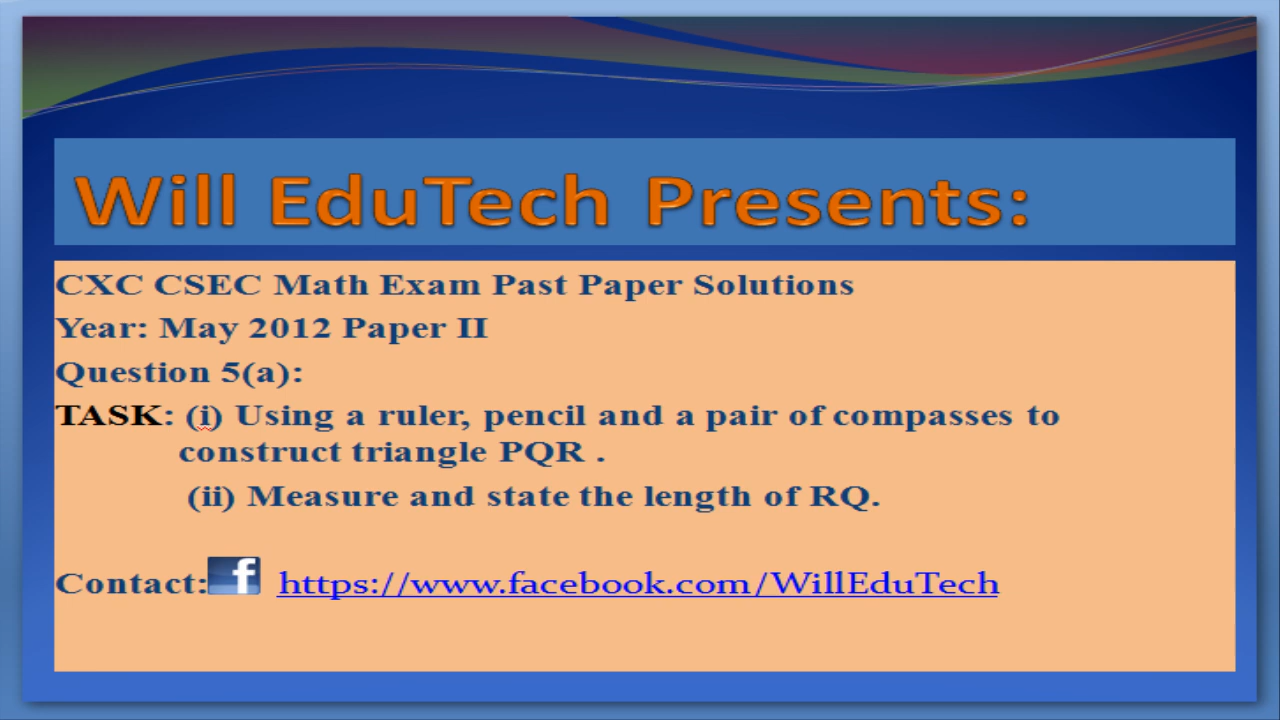 Will EduTech Presents:
CXC CSEC Math Exam Past Paper Solutions
Year: May 2012 Paper II
Question 5(a):
TASK: (i) Using a ruler, pencil and a pair of compasses to
construct triangle PQR .
(ii) Measure and state the length of RQ.
Contact: f https://www.facebook.com/WillEduTech